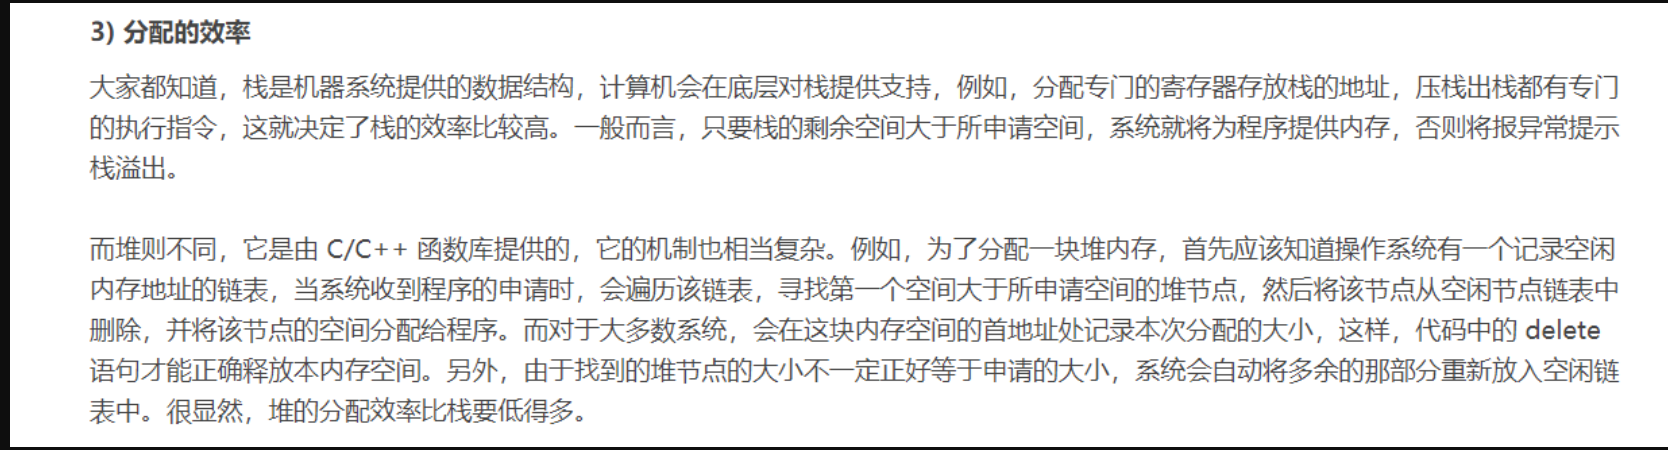 3) 分配的效率
大家都知道，栈是机器系统提供的数据结构，计算机会在底层对栈提供支持，例如，分配专门的寄存器存放栈的地址，压栈出栈都有专门
的执行指令，这就决定了栈的效率比较高。一般而言，只要栈的剩余空间大于所申请空间，系统就将为程序提供内存，否则将报异常提示
栈溢出。
而堆则不同，它是由 C/C++ 函数库提供的，它的机制也相当复杂。例如，为了分配一块堆内存，首先应该知道操作系统有一个记录空闲
内存地址的链表，当系统收到程序的申请时，会遍历该链表，寻找第一个空间大于所申请空间的堆节点，然后将该节点从空闲节点链表中
删除，并将该节点的空间分配给程序。而对于大多数系统，会在这块内存空间的首地址处记录本次分配的大小，这样，代码中的 delete
语句才能正确释放本内存空间。另外，由于找到的堆节点的大小不一定正好等于申请的大小，系统会自动将多余的那部分重新放入空闲链
表中。很显然，堆的分配效率比栈要低得多。